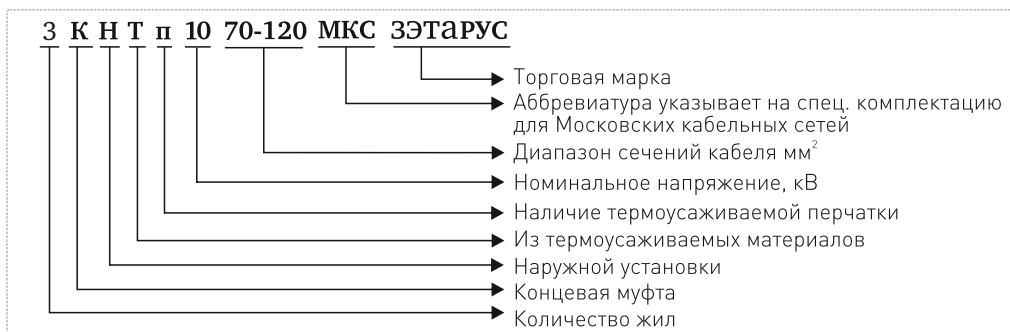 3 К Н Т п 10 70-120 МКС ЗЭТАРУС
Торговая марка
Аббревиатура указывает на спец. комплектацию
для Московских кабельных сетей
Диапазон сечений кабеля мм²
Номинальное напряжение, кВ
Наличие термоусаживаемой перчатки
Из термоусаживаемых материалов
Наружной установки
Концевая муфта
Количество жил